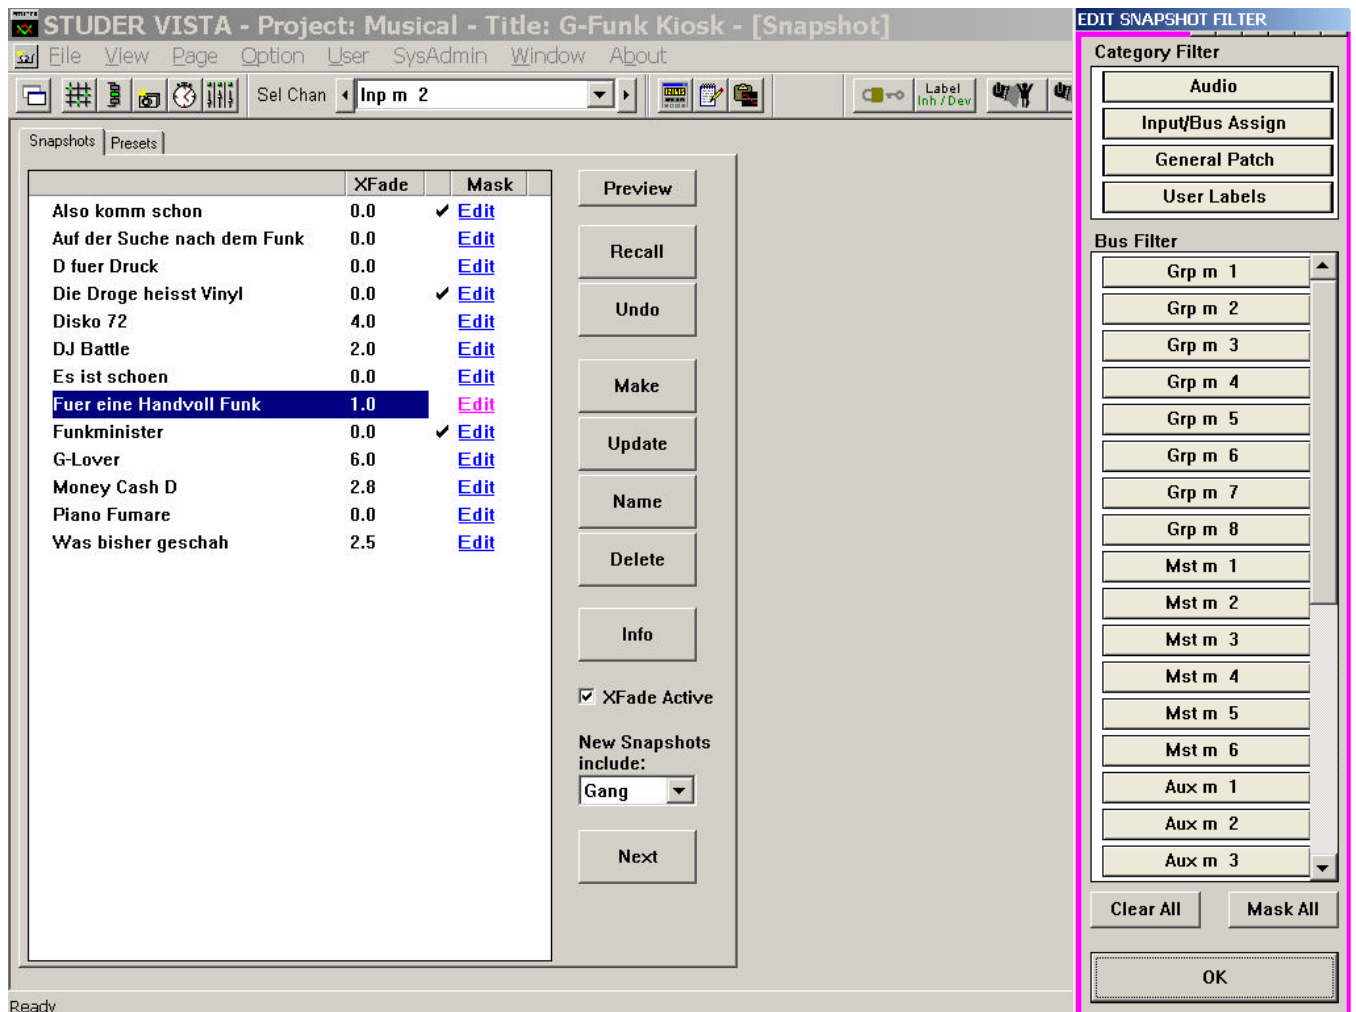 STUDER VISTA - Project: Musical - Title: G-Funk Kiosk - [Snapshot]
File View Page Option User SysAdmin Window About
Sel Chan Inp m 2 Label Inh / Dev
Snapshots Presets
XFade Mask
Also komm schon 0.0 ✓ Edit
Auf der Suche nach dem Funk 0.0 Edit
D fuer Druck 0.0 Edit
Die Droge heisst Vinyl 0.0 ✓ Edit
Disko 72 4.0 Edit
DJ Battle 2.0 Edit
Es ist schoen 0.0 Edit
Fuer eine Handvoll Funk 1.0 Edit
Funkminister 0.0 ✓ Edit
G-Lover 6.0 Edit
Money Cash D 2.8 Edit
Piano Fumare 0.0 Edit
Was bisher geschah 2.5 Edit
Preview
Recall
Undo
Make
Update
Name
Delete
Info
XFade Active
New Snapshots
include:
Gang
Next
Ready
EDIT SNAPSHOT FILTER
Category Filter
Audio
Input/Bus Assign
General Patch
User Labels
Bus Filter
Grp m 1
Grp m 2
Grp m 3
Grp m 4
Grp m 5
Grp m 6
Grp m 7
Grp m 8
Mst m 1
Mst m 2
Mst m 3
Mst m 4
Mst m 5
Mst m 6
Aux m 1
Aux m 2
Aux m 3
Clear All Mask All
OK